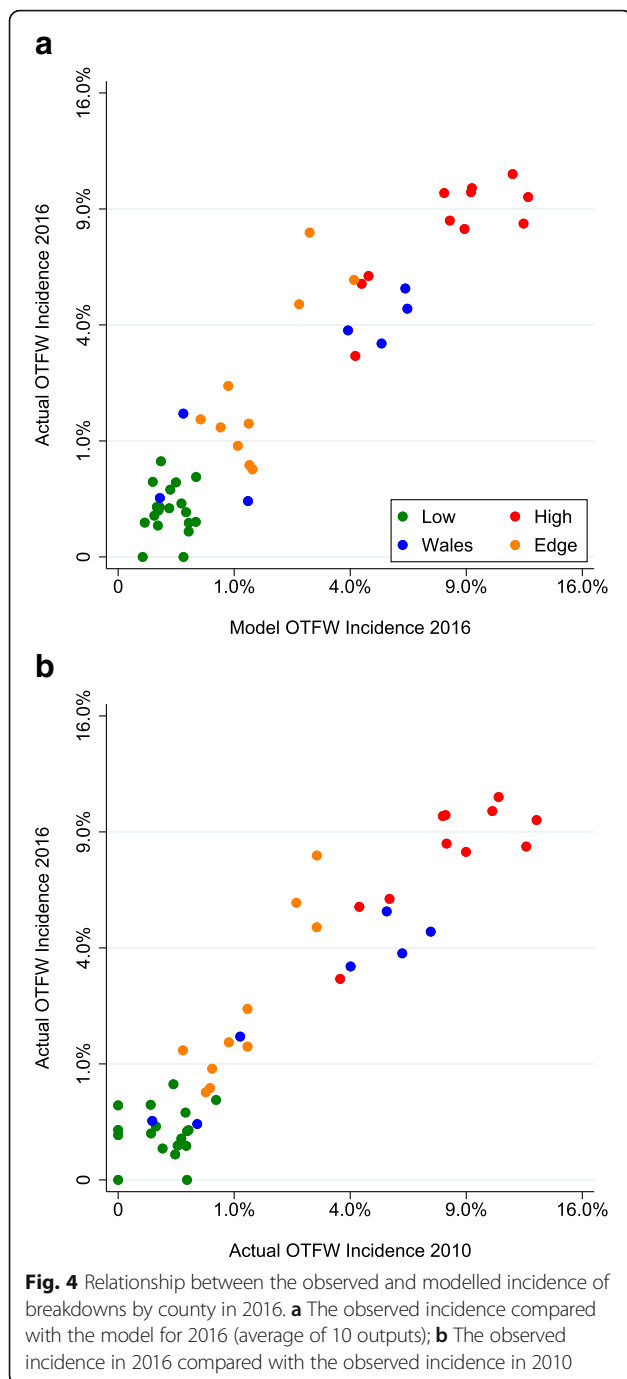 a
16.0%
9.0%
4.0%
1.0%
0
Actual OTFW Incidence 2016
Low
High
Wales
Edge
0
1.0%
4.0%
9.0%
16.0%
Model OTFW Incidence 2016
b
16.0%
9.0%
4.0%
1.0%
0
Actual OTFW Incidence 2016
0
1.0%
4.0%
9.0%
16.0%
Actual OTFW Incidence 2010
Fig. 4 Relationship between the observed and modelled incidence of
breakdowns by county in 2016. a The observed incidence compared
with the model for 2016 (average of 10 outputs); b The observed
incidence in 2016 compared with the observed incidence in 2010